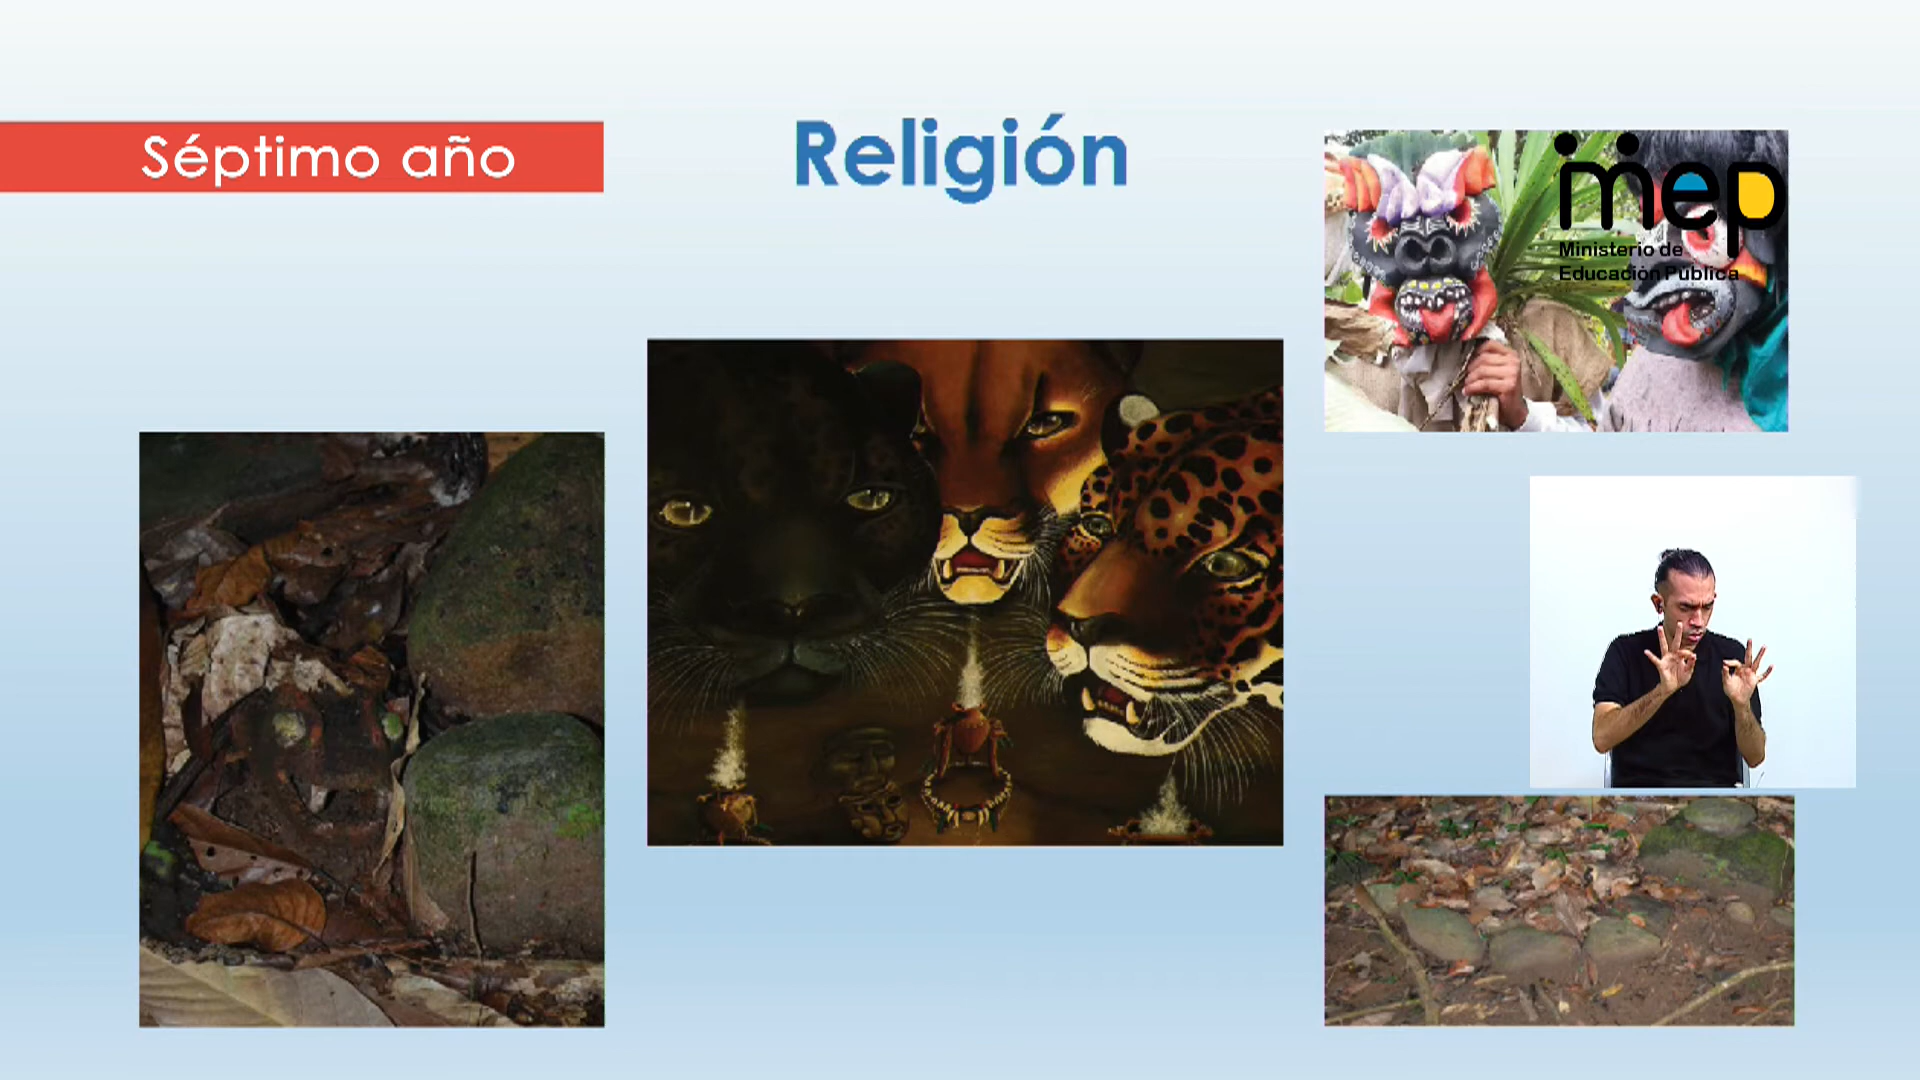 Séptimo año
Religión
mep
Ministerio de
Educación Pública